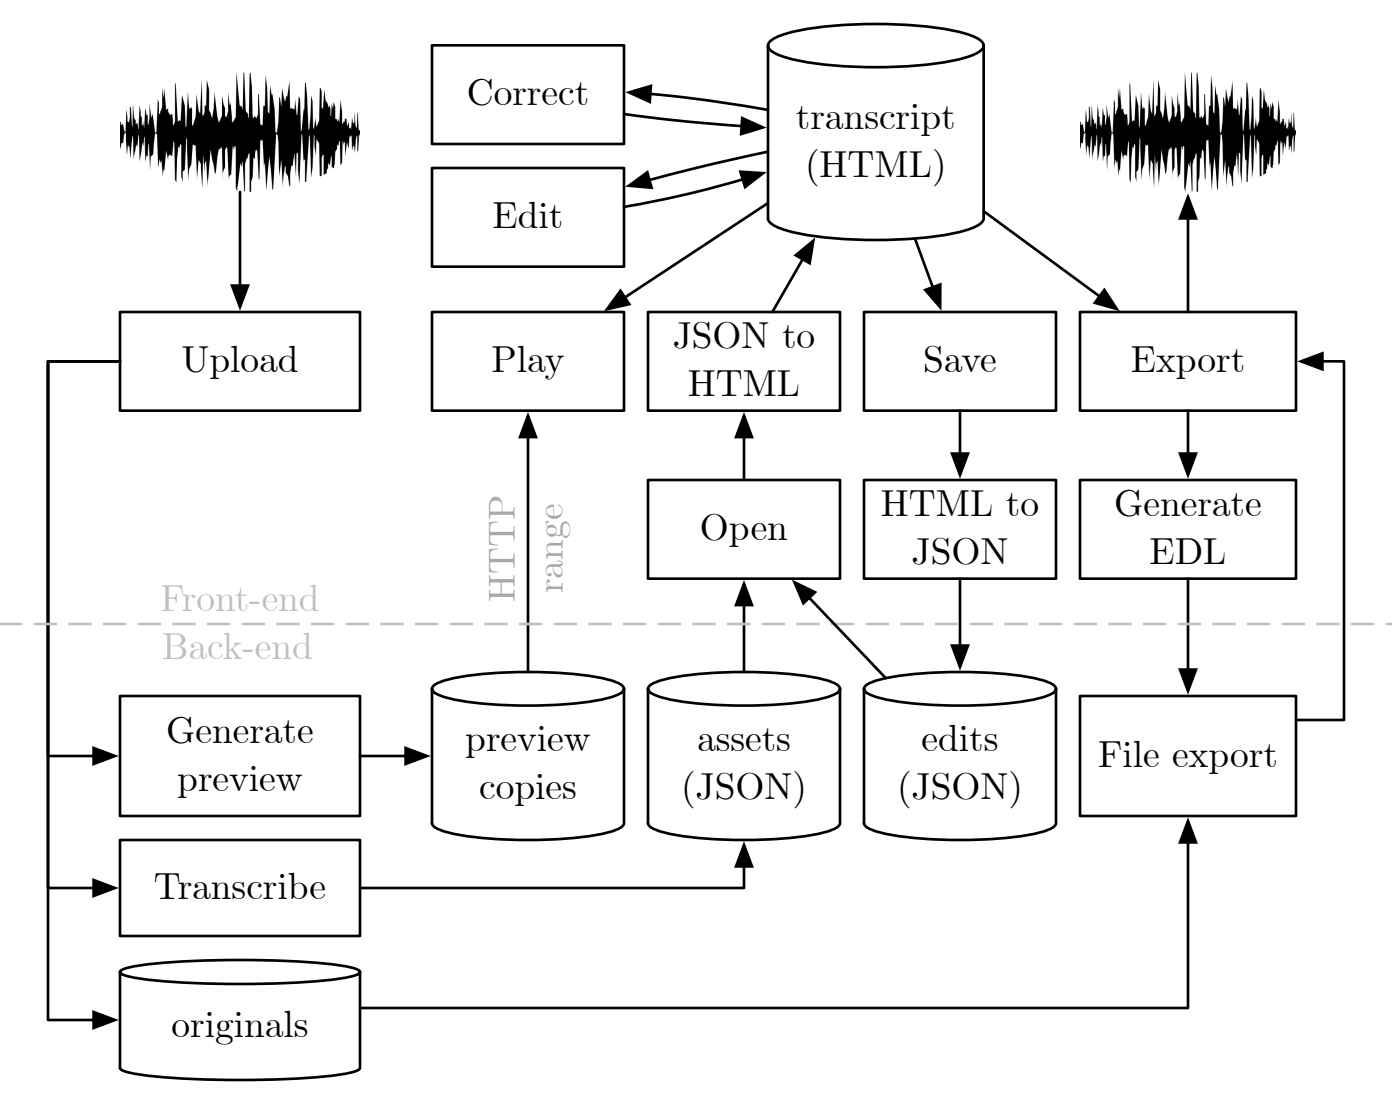 Correct
transcript
(HTML)
Edit
Upload
Play
JSON to
HTML
Save
Export
HTTP
range
Open
HTML to
JSON
Generate
EDL
Front-end
Back-end
Generate
preview
preview
copies
assets
(JSON)
edits
(JSON)
File export
Transcribe
originals